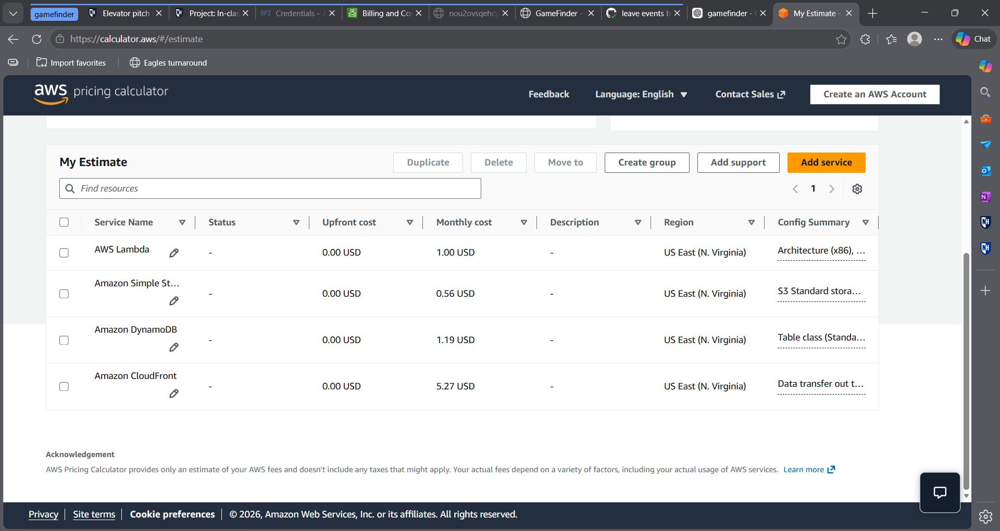 gamefinder
Elevator pitch
Project: In-clas
API Credentials –
Billing and Cos
nou2ovsqehcy
GameFinder -
leave events b
gamefinder -
My Estimate -
https://calculator.aws/#/estimate
Chat
Import favorites
Eagles turnaround
aws pricing calculator
Feedback
Language: English
Contact Sales
Create an AWS Account
My Estimate
Duplicate
Delete
Move to
Create group
Add support
Add service
Find resources
1
Service Name
Status
Upfront cost
Monthly cost
Description
Region
Config Summary
AWS Lambda - 0.00 USD 1.00 USD - US East (N. Virginia) Architecture (x86), ...
Amazon Simple St... - 0.00 USD 0.56 USD - US East (N. Virginia) S3 Standard stora...
Amazon DynamoDB - 0.00 USD 1.19 USD - US East (N. Virginia) Table class (Standa...
Amazon CloudFront - 0.00 USD 5.27 USD - US East (N. Virginia) Data transfer out t...
Acknowledgement
AWS Pricing Calculator provides only an estimate of your AWS fees and doesn't include any taxes that might apply. Your actual fees depend on a variety of factors, including your actual usage of AWS services. Learn more
Privacy
Site terms
Cookie preferences
© 2026, Amazon Web Services, Inc. or its affiliates. All rights reserved.